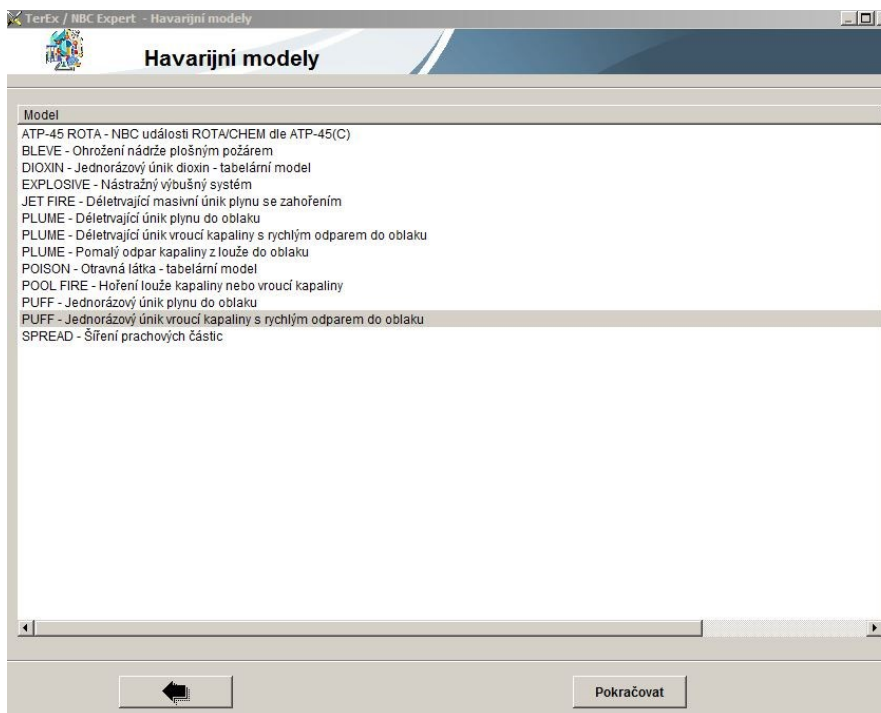 TerEx / NBC Expert - Havarijní modely
Havarijní modely
Model
ATP-45 ROTA - NBC události ROTA/CHEM dle ATP-45(C)
BLEVE - Ohrožení nádrže plošným požárem
DIOXIN - Jednorázový únik dioxin - tabelární model
EXPLOSIVE - Nástražný výbušný systém
JET FIRE - Déletrvající masivní únik plynu se zahořením
PLUME - Déletrvající únik plynu do oblaku
PLUME - Déletrvající únik vroucí kapaliny s rychlým odparem do oblaku
PLUME - Pomalý odpar kapaliny z louže do oblaku
POISON - Otravná látka - tabelární model
POOL FIRE - Hoření louže kapaliny nebo vroucí kapaliny
PUFF - Jednorázový únik plynu do oblaku
PUFF - Jednorázový únik vroucí kapaliny s rychlým odparem do oblaku
SPREAD - Šíření prachových částic
Pokračovat